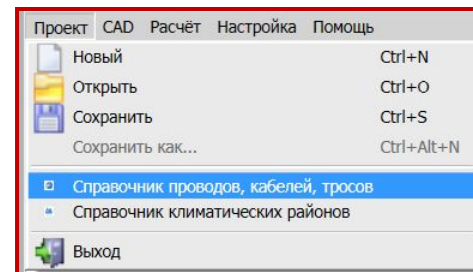 Проект CAD Расчёт Настройка Помощь
Новый Ctrl+N
Открыть Ctrl+O
Сохранить Ctrl+S
Сохранить как... Ctrl+Alt+N
Справочник проводов, кабелей, тросов
Справочник климатических районов
Выход